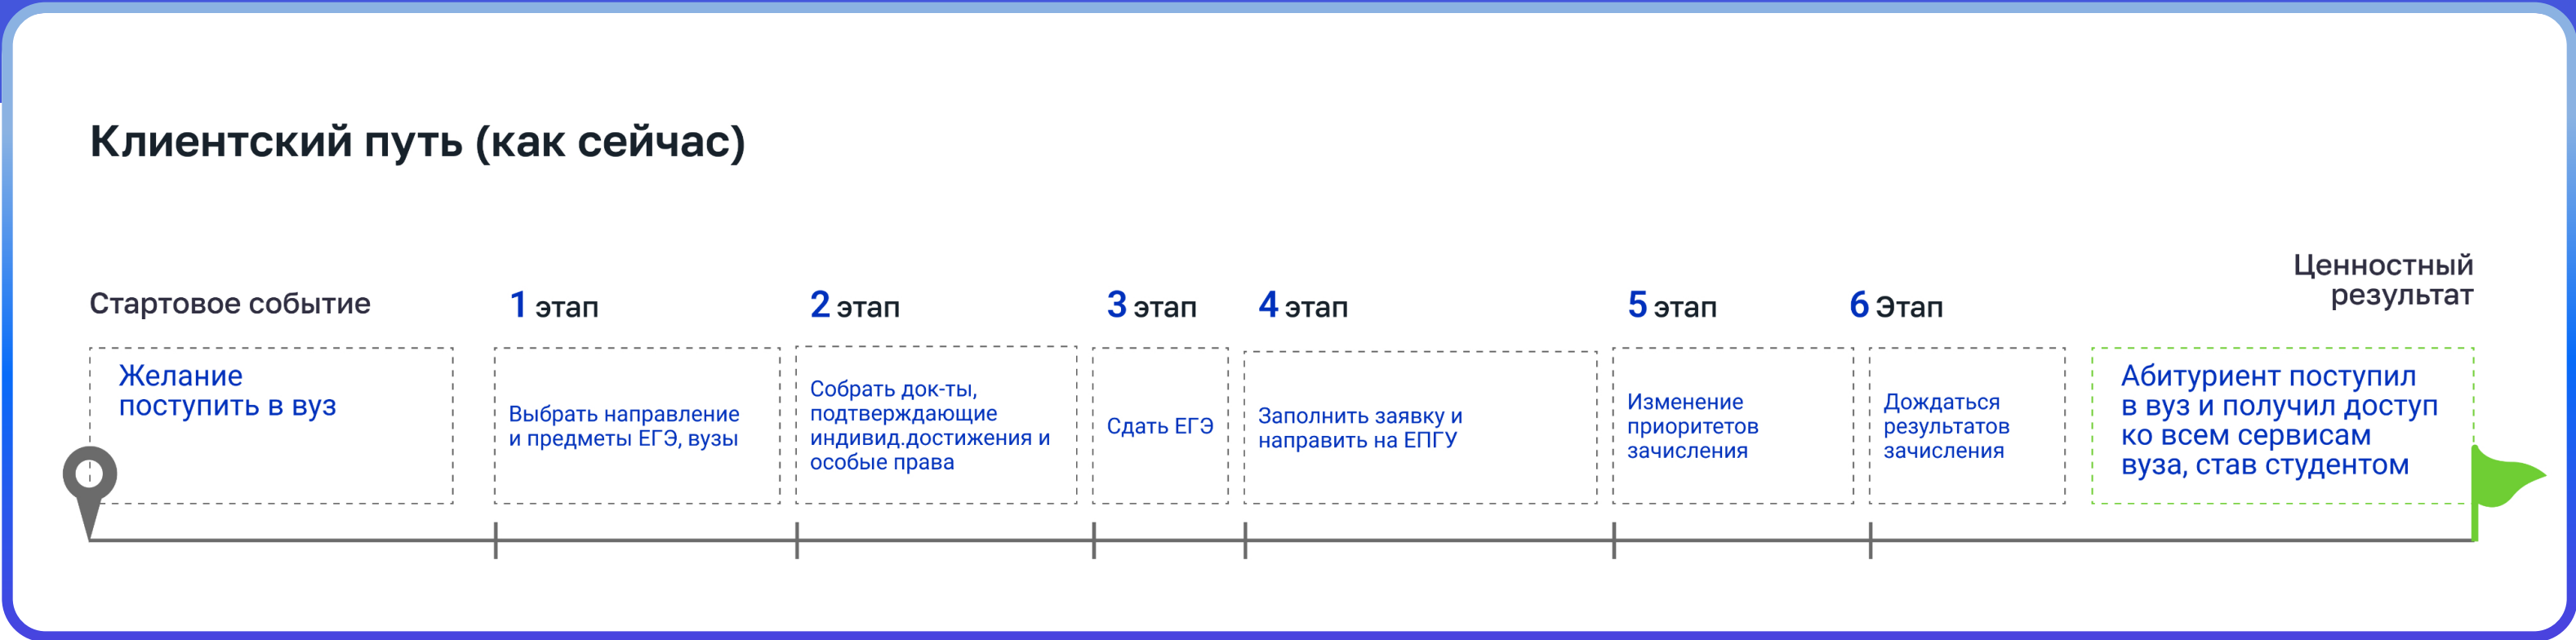 Клиентский путь (как сейчас)
Стартовое событие
Желание
поступить в вуз
1 этап
Выбрать направление
и предметы ЕГЭ, вузы
2 этап
Собрать док-ты,
подтверждающие
индивид.достижения и
особые права
3 этап
Сдать ЕГЭ
4 этап
Заполнить заявку и
направить на ЕПГУ
5 этап
Изменение
приоритетов
зачисления
6 Этап
Дождаться
результатов
зачисления
Ценностный
результат
Абитуриент поступил
в вуз и получил доступ
ко всем сервисам
вуза, став студентом